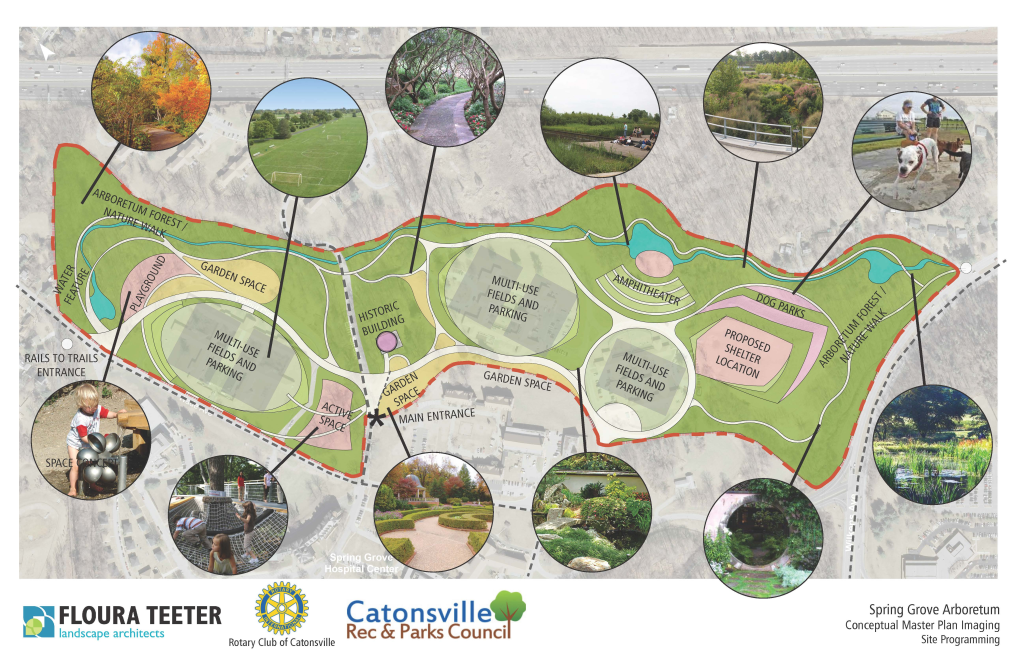 ARBORETUM FOREST /
NATURE WALK
WATER
FEATURE
PLAYGROUND
GARDEN SPACE
MULTI-USE
FIELDS AND
PARKING
HISTORIC
BUILDING
MULTI-USE
FIELDS AND
PARKING
AMPHITHEATER
DOG PARKS
PROPOSED
SHELTER
LOCATION
ARBORETUM FOREST /
NATURE WALK
MULTI-USE
FIELDS AND
PARKING
RAILS TO TRAILS
ENTRANCE
ACTIVE
SPACE
GARDEN
SPACE
GARDEN SPACE
* MAIN ENTRANCE
SPACE CONCEPT
Spring Grove
Hospital Center
FLOURA TEETER
landscape architects
ROTARY
INTERNATIONAL
Rotary Club of Catonsville
Catonsville
Rec & Parks Council
Spring Grove Arboretum
Conceptual Master Plan Imaging
Site Programming